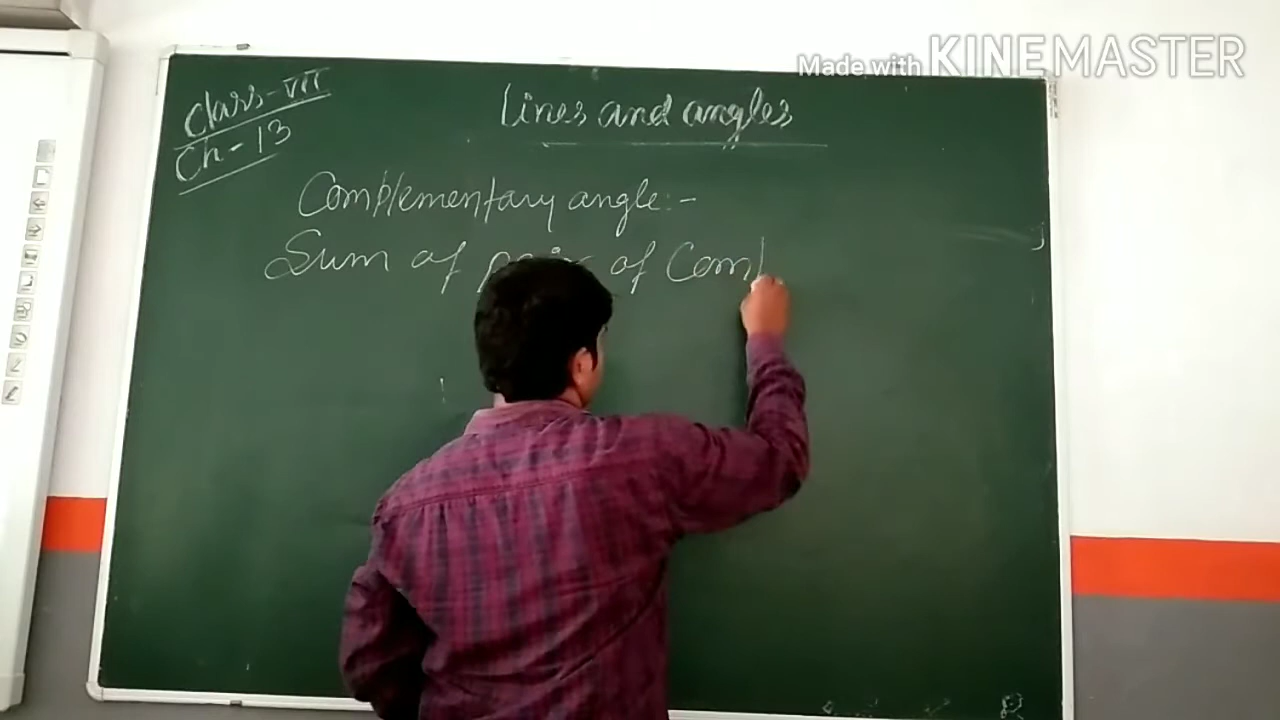 Made with KINEMASTER
Class-VII
Ch-13
Lines and angles
Complementary angle:-
Sum of pair of Comp